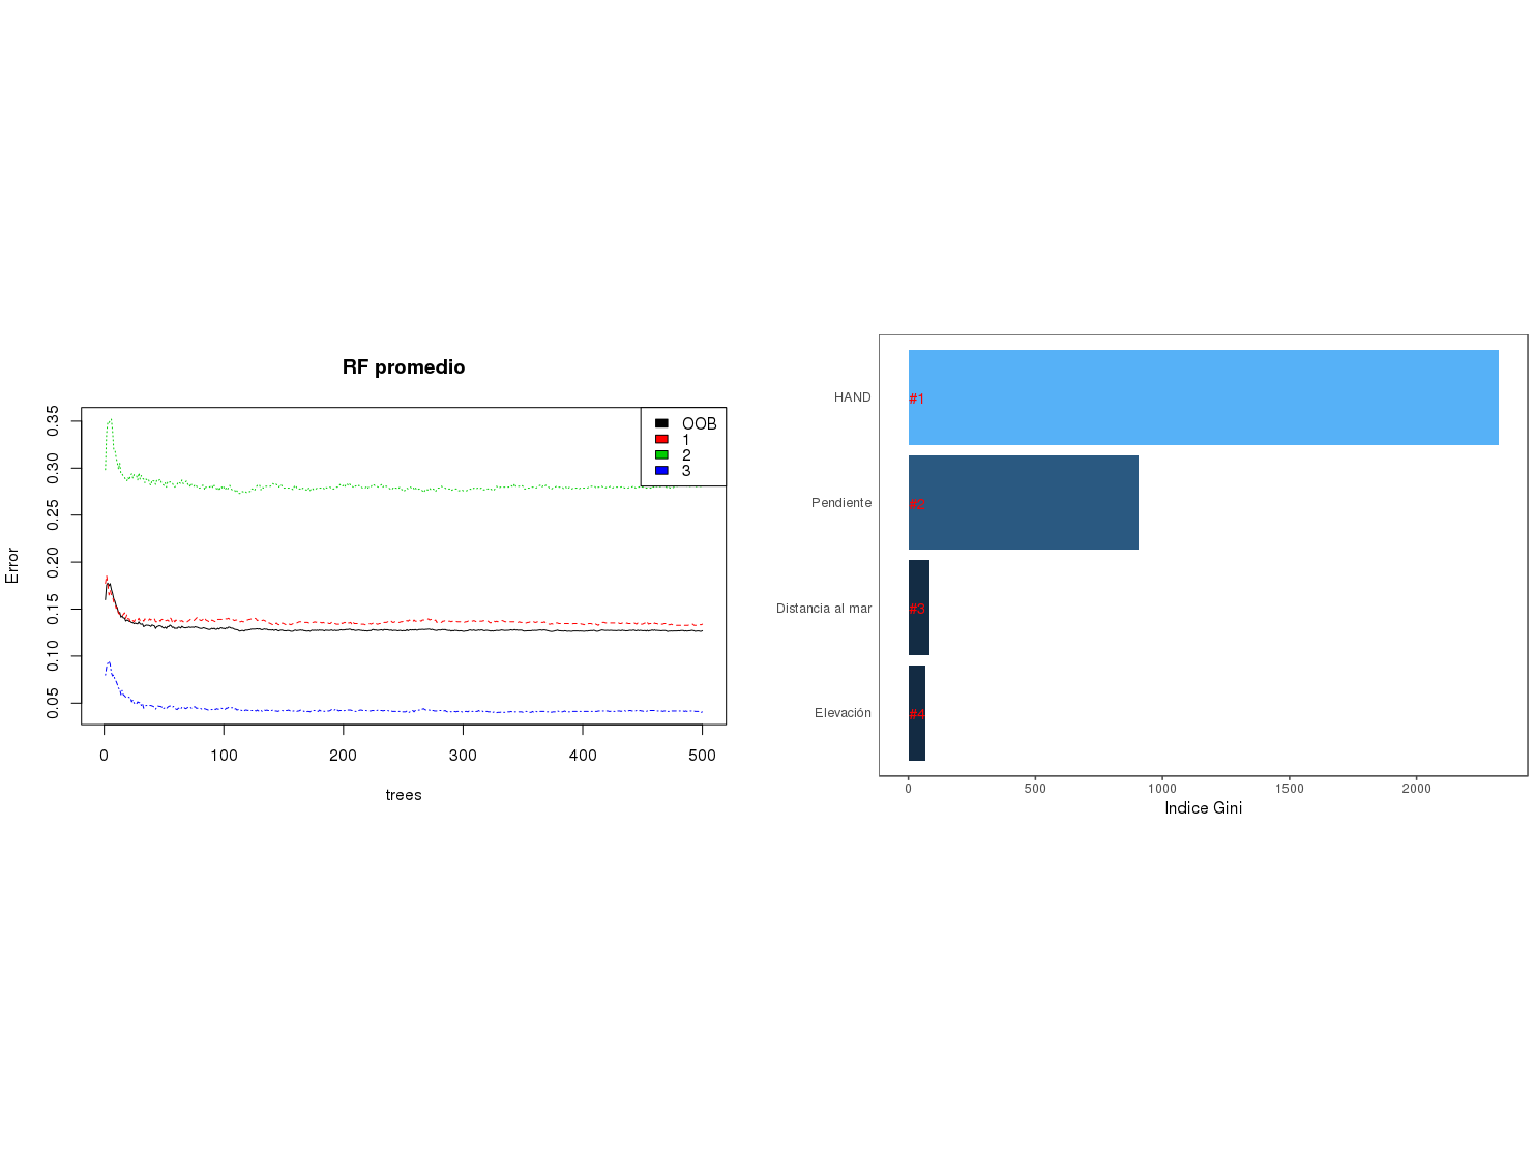 RF promedio
Error
0.35
0.30
0.25
0.20
0.15
0.10
0.05
OOB
1
2
3
0 100 200 300 400 500
trees
HAND
#1
Pendiente
#2
Distancia al mar
#3
Elevación
#4
0 500 1000 1500 2000
Indice Gini